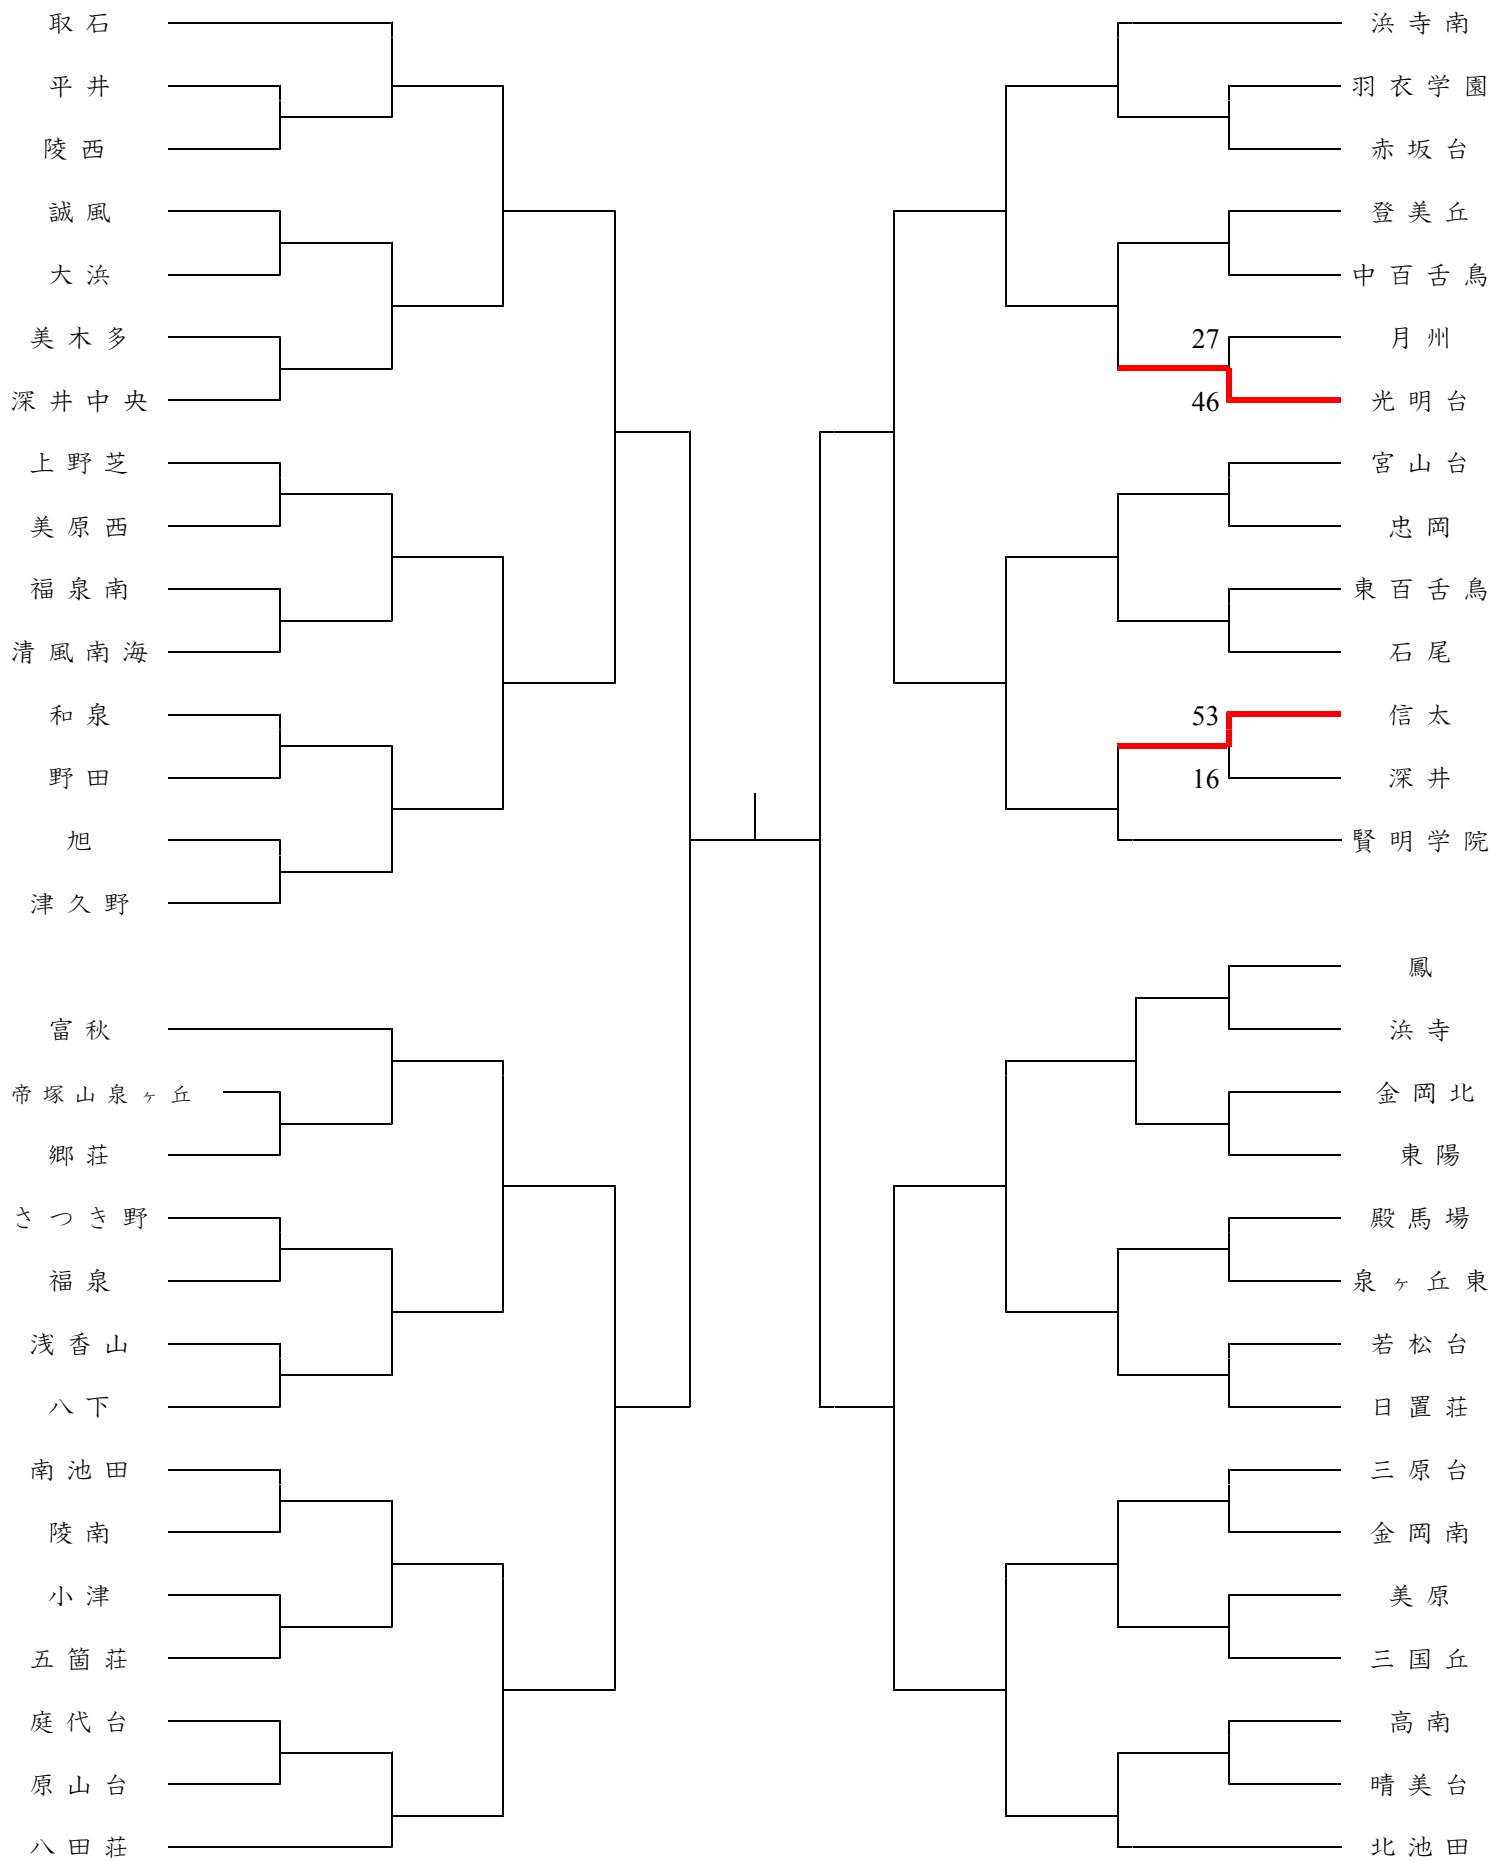 取石
平井
陵西
誠風
大浜
美木多
深井中央
上野芝
美原西
福泉南
清風南海
和泉
野田
旭
津久野
富秋
帝塚山泉ヶ丘
郷荘
さつき野
福泉
浅香山
八下
南池田
陵南
小津
五箇荘
庭代台
原山台
八田荘
浜寺南
羽衣学園
赤坂台
登美丘
中百舌鳥
27
月州
46
光明台
宮山台
忠岡
東百舌鳥
石尾
53
信太
16
深井
賢明学院
鳳
浜寺
金岡北
東陽
殿馬場
泉ヶ丘東
若松台
日置荘
三原台
金岡南
美原
三国丘
高南
晴美台
北池田